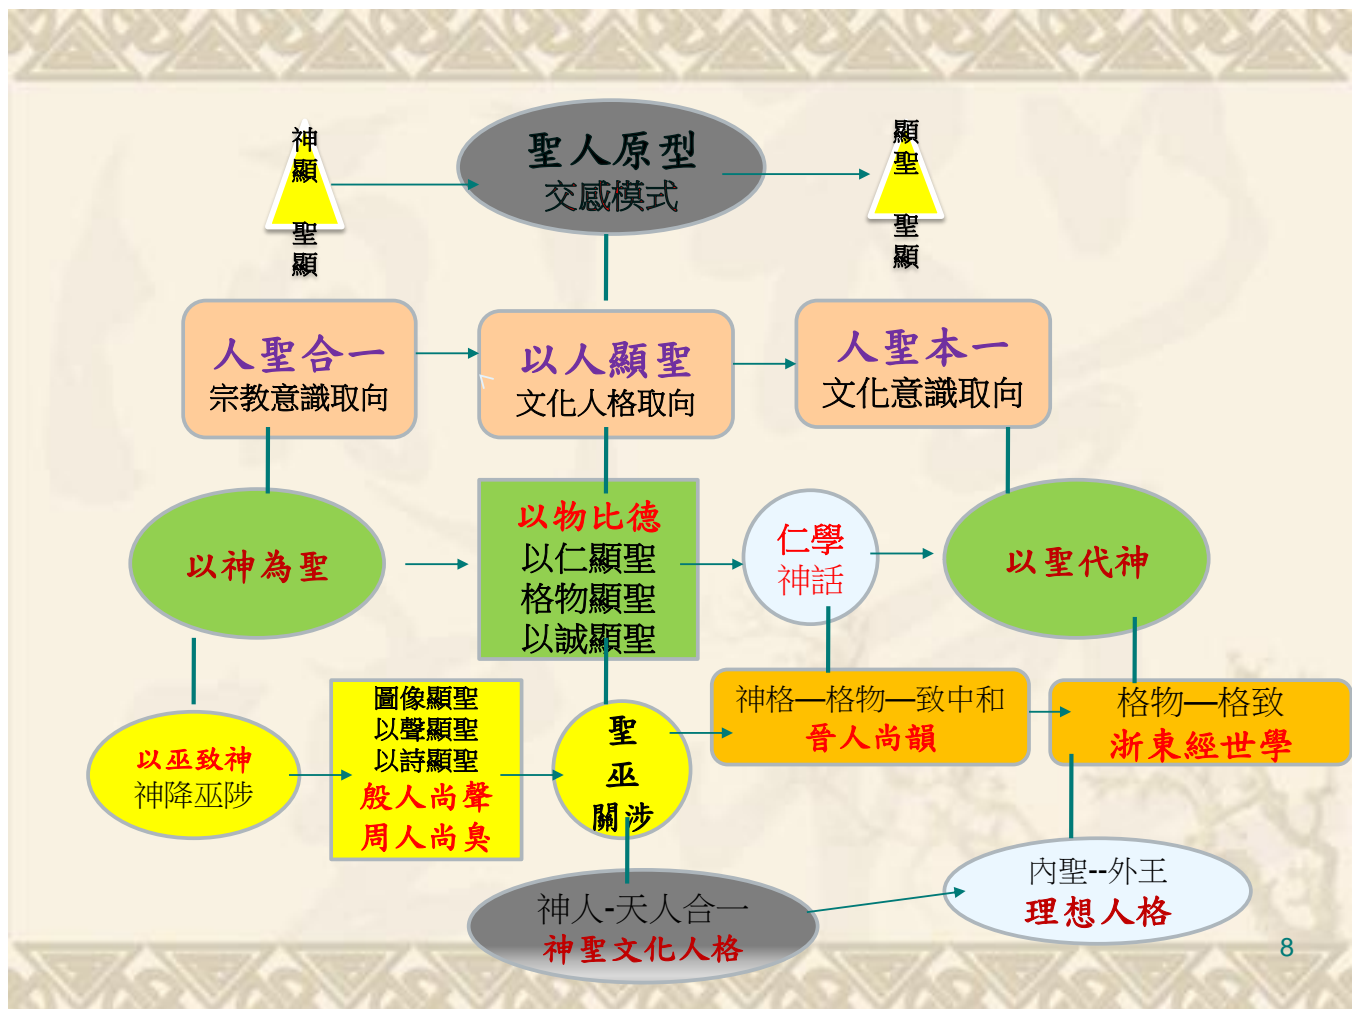 神
顯
聖
顯
聖人原型
交感模式
顯
聖
聖
顯
人聖合一
宗教意識取向
以人顯聖
文化人格取向
人聖本一
文化意識取向
以神為聖
以物比德
以仁顯聖
格物顯聖
以誠顯聖
仁學
神話
以聖代神
以巫致神
神降巫陟
圖像顯聖
以聲顯聖
以詩顯聖
殷人尚聲
周人尚臭
聖
巫
關涉
神格—格物—致中和
晉人尚韻
格物—格致
浙東經世學
神人-天人合一
神聖文化人格
內聖--外王
理想人格
8